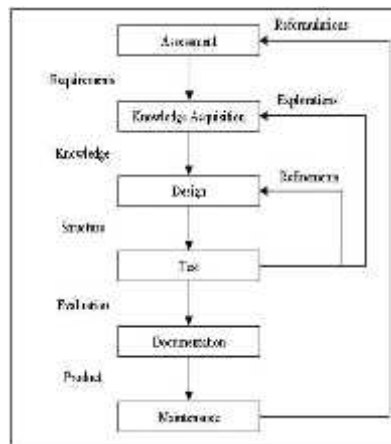 Reformulations
Assessment
Requirements
Explorations
Knowledge Acquisition
Knowledge
Refinements
Design
Structure
Test
Evaluation
Documentation
Product
Maintenance